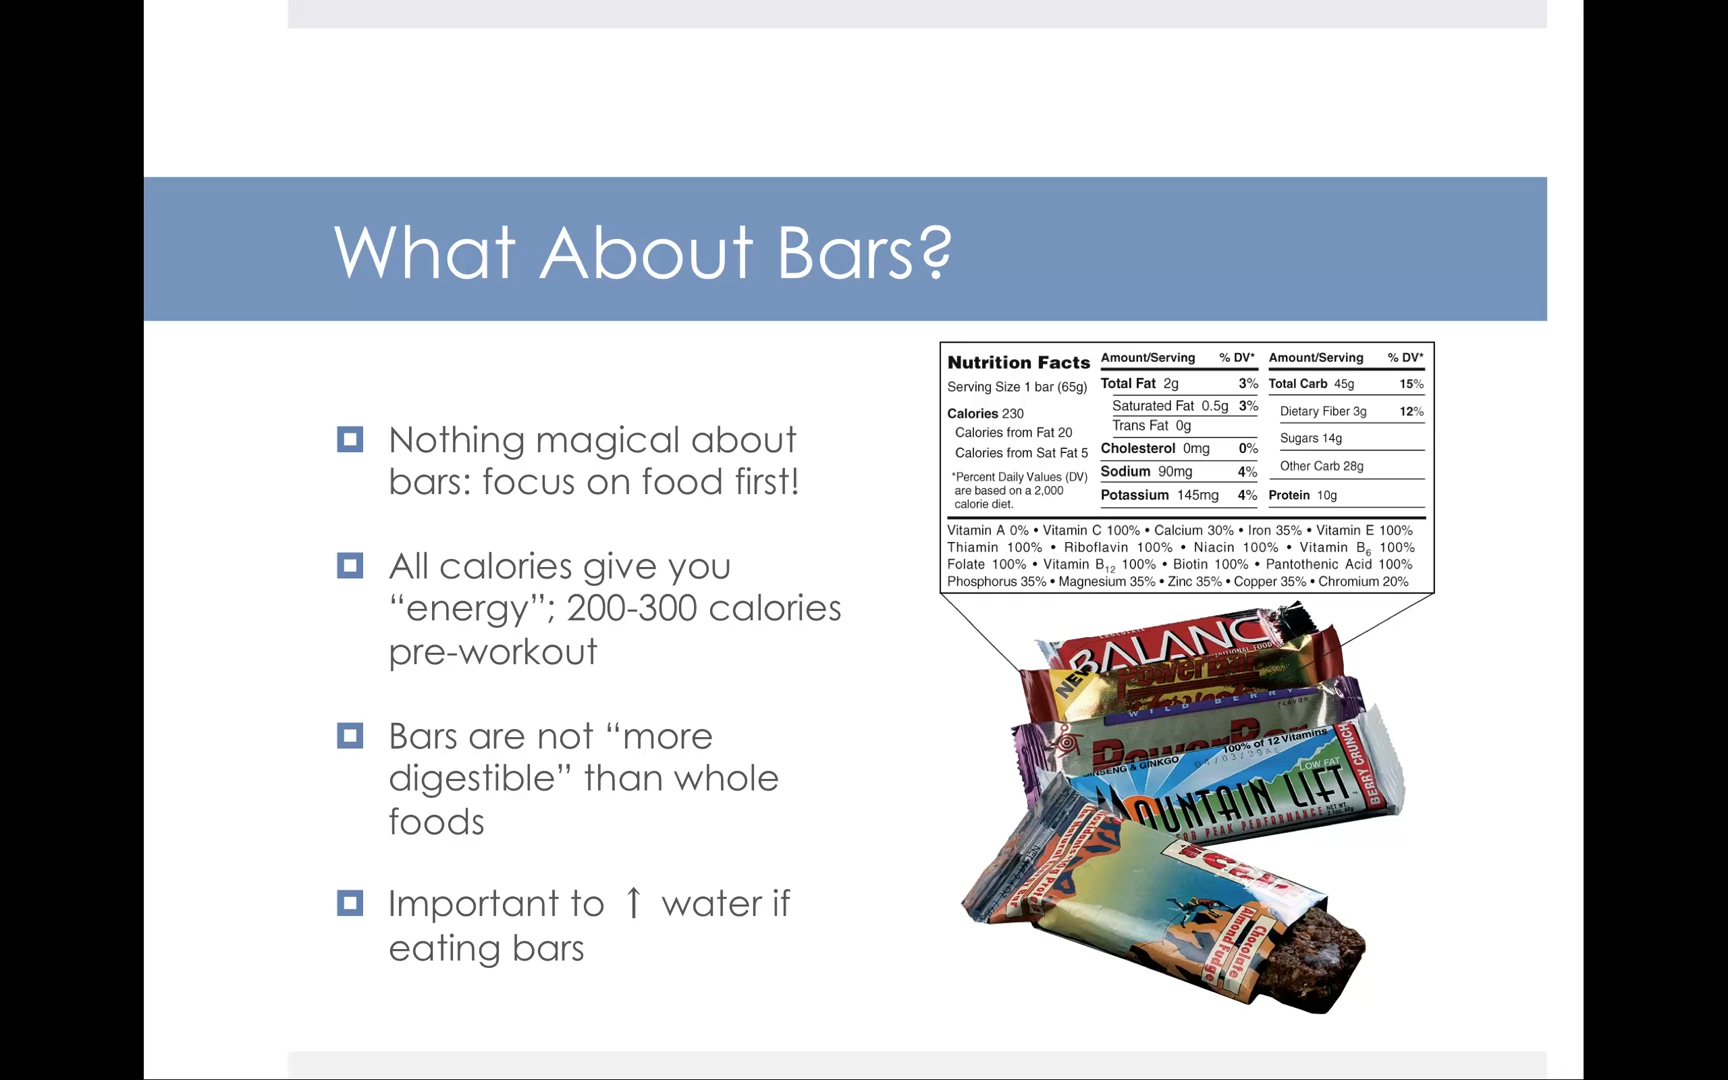 What About Bars?
Nothing magical about
bars: focus on food first!
All calories give you
“energy”; 200-300 calories
pre-workout
Bars are not “more
digestible” than whole
foods
Important to ↑ water if
eating bars
Nutrition Facts
Serving Size 1 bar (65g)
Calories 230
Calories from Fat 20
Calories from Sat Fat 5
*Percent Daily Values (DV)
are based on a 2,000
calorie diet.
Amount/Serving % DV*
Total Fat 2g 3%
Saturated Fat 0.5g 3%
Trans Fat 0g
Cholesterol 0mg 0%
Sodium 90mg 4%
Potassium 145mg 4%
Amount/Serving % DV*
Total Carb 45g 15%
Dietary Fiber 3g 12%
Sugars 14g
Other Carb 28g
Protein 10g
Vitamin A 0% • Vitamin C 100% • Calcium 30% • Iron 35% • Vitamin E 100%
Thiamin 100% • Riboflavin 100% • Niacin 100% • Vitamin B6 100%
Folate 100% • Vitamin B12 100% • Biotin 100% • Pantothenic Acid 100%
Phosphorus 35% • Magnesium 35% • Zinc 35% • Copper 35% • Chromium 20%
BALANC
NEW
PowerBar
WILD BERRY
FLAVOR
PowerBar
100% of 12 Vitamins
GINSENG & GINKGO
LOW FAT
MOUNTAIN LIFT
BERRY CRUNCH
FOR PEAK PERFORMANCE
Chocolate
Almond Fudge